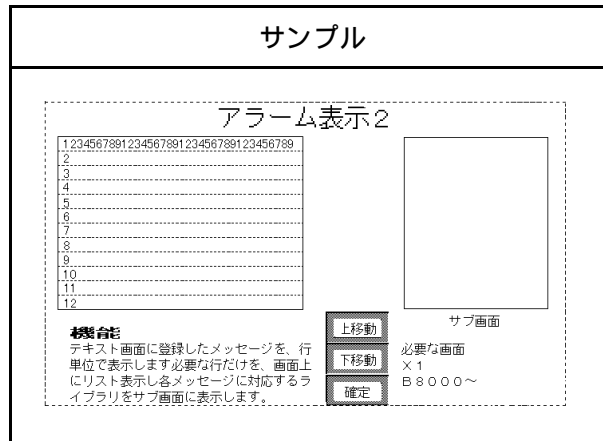 サンプル
アラーム表示2
1 23456789123456789123456789123456789
2
3
4
5
6
7
8
9
10
11
12
機能
テキスト画面に登録したメッセージを、行
単位で表示します必要な行だけを、画面上
にリスト表示し各メッセージに対応するラ
イブラリをサブ画面に表示します。
上移動
下移動
確定
サブ画面
必要な画面
×1
B8000～